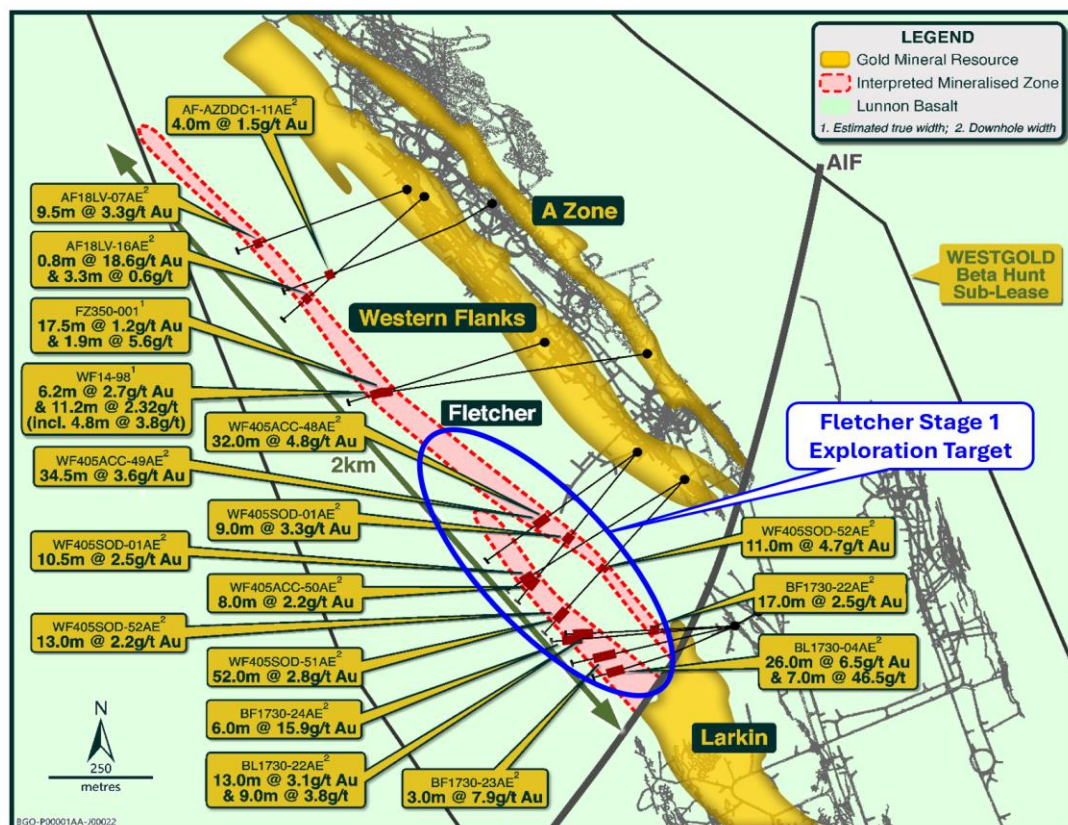 LEGEND
Gold Mineral Resource
Interpreted Mineralised Zone
Lunnon Basalt
1. Estimated true width; 2. Downhole width
AIF
AF-AZDDC1-11AE2
4.0m @ 1.5g/t Au
AF18LV-07AE2
9.5m @ 3.3g/t Au
A Zone
AF18LV-16AE2
0.8m @ 18.6g/t Au
& 3.3m @ 0.6g/t
WESTGOLD
Beta Hunt
Sub-Lease
FZ350-0011
17.5m @ 1.2g/t Au
& 1.9m @ 5.6g/t
Western Flanks
WF14-981
6.2m @ 2.7g/t Au
& 11.2m @ 2.32g/t
(incl. 4.8m @ 3.8g/t)
Fletcher
WF405ACC-48AE2
32.0m @ 4.8g/t Au
Fletcher Stage 1
Exploration Target
2km
WF405ACC-49AE2
34.5m @ 3.6g/t Au
WF405SOD-01AE2
9.0m @ 3.3g/t Au
WF405SOD-52AE2
11.0m @ 4.7g/t Au
WF405SOD-01AE2
10.5m @ 2.5g/t Au
WF405ACC-50AE2
8.0m @ 2.2g/t Au
BF1730-22AE2
17.0m @ 2.5g/t Au
WF405SOD-52AE2
13.0m @ 2.2g/t Au
BL1730-04AE2
26.0m @ 6.5g/t Au
& 7.0m @ 46.5g/t
WF405SOD-51AE2
52.0m @ 2.8g/t Au
BF1730-24AE2
6.0m @ 15.9g/t Au
Larkin
N
250
metres
BL1730-22AE2
13.0m @ 3.1g/t Au
& 9.0m @ 3.8g/t
BF1730-23AE2
3.0m @ 7.9g/t Au
BGO-P00001AA-J00022